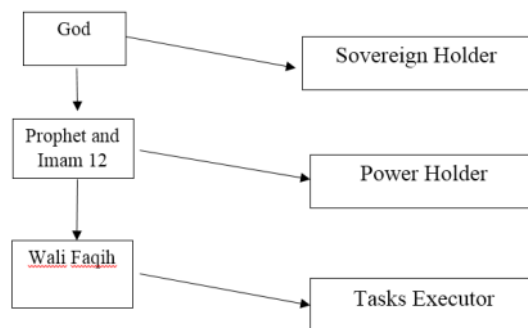 God
Sovereign Holder
Prophet and
Imam 12
Power Holder
Wali Faqih
Tasks Executor